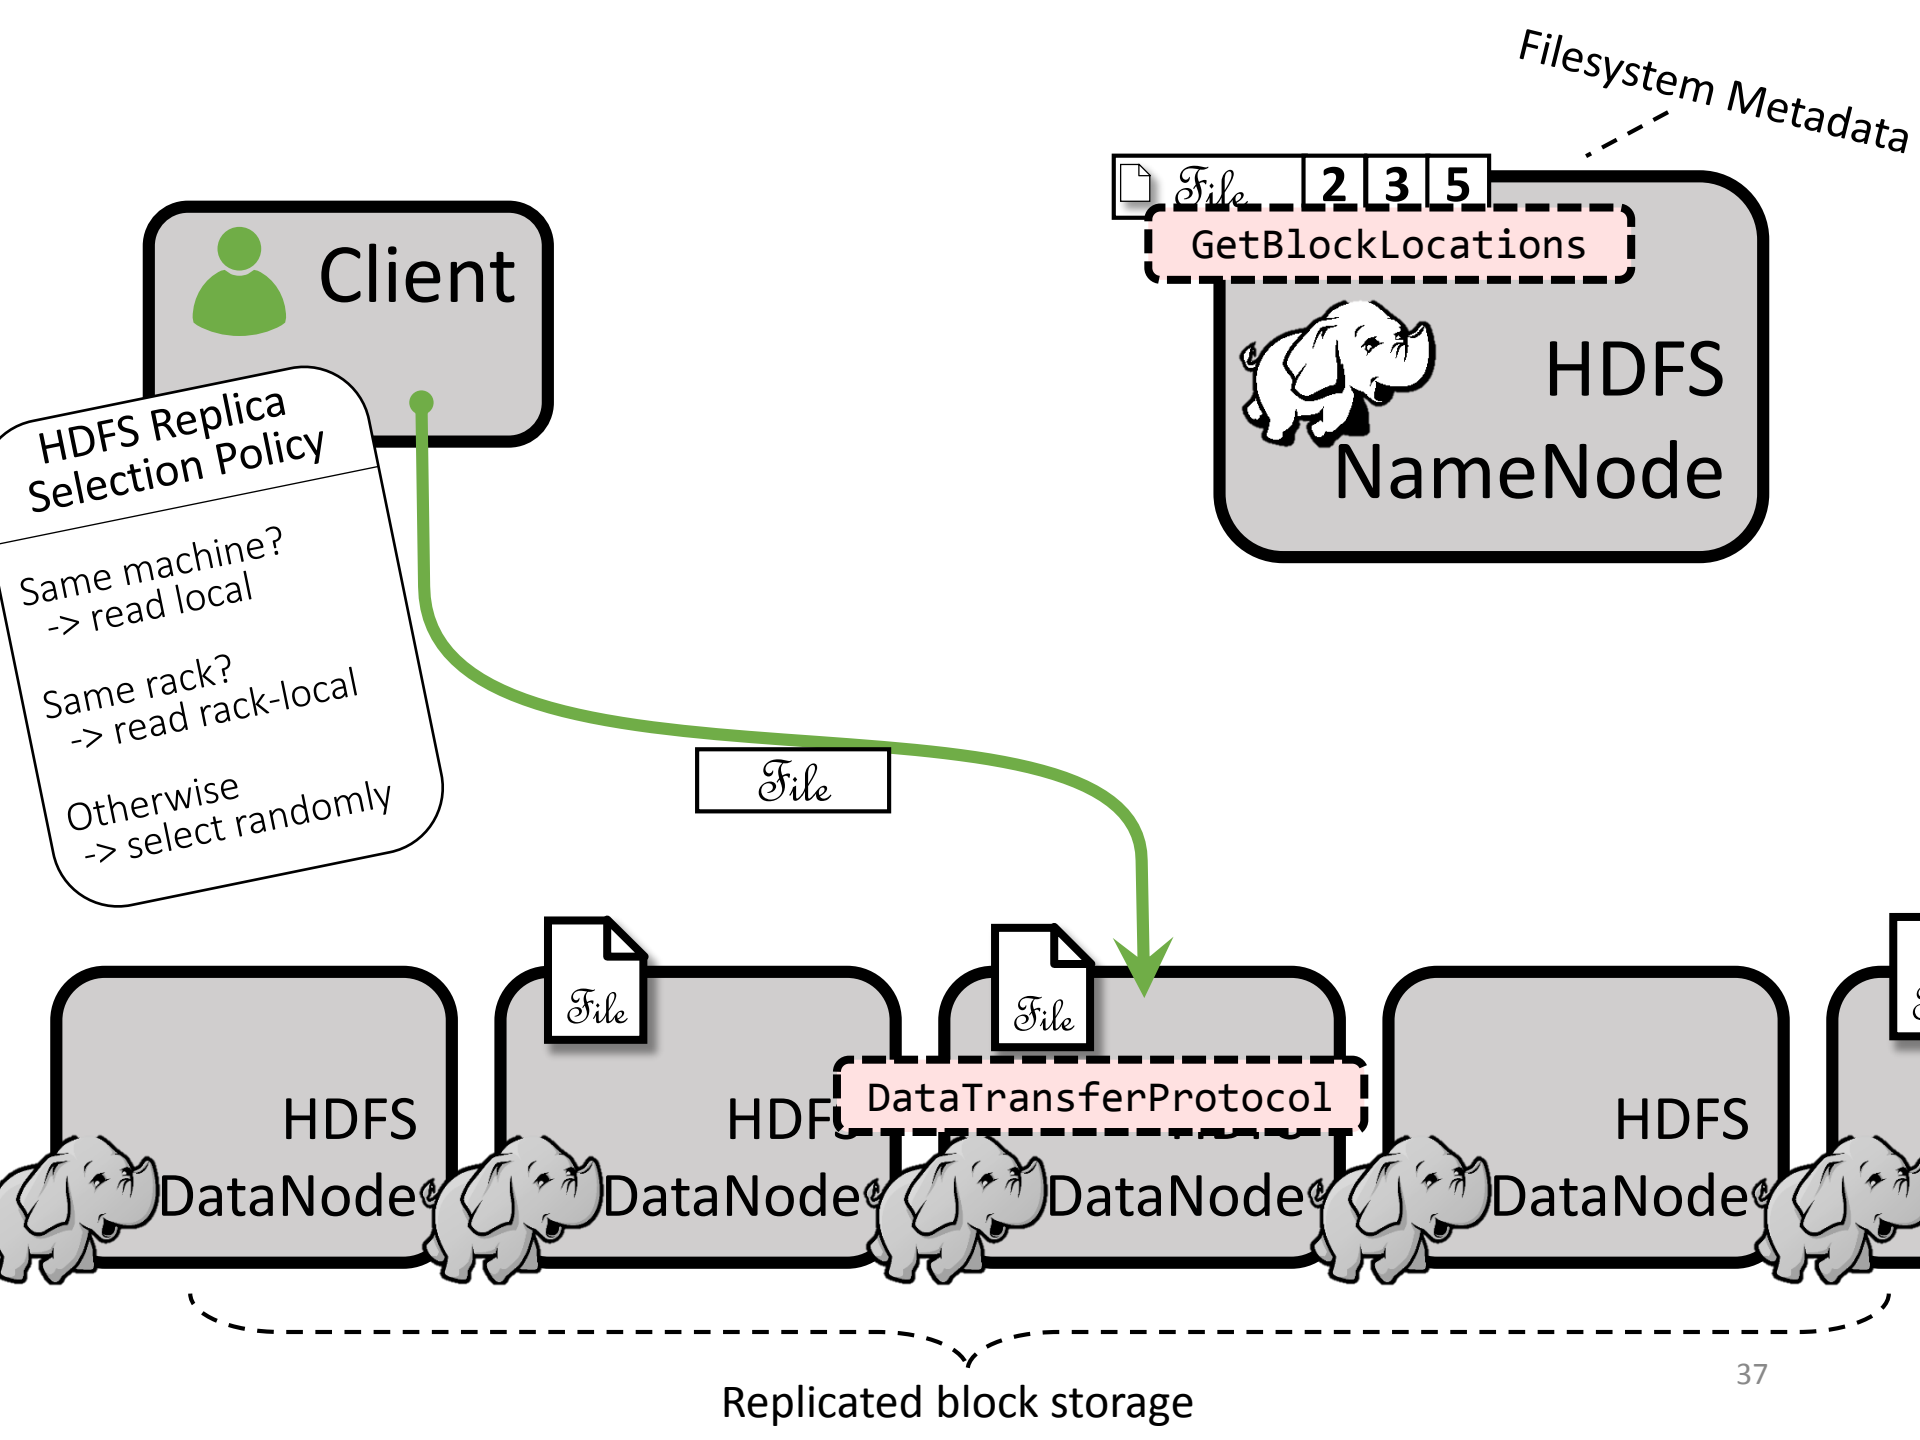 Filesystem Metadata
File 2 3 5
GetBlockLocations
Client
HDFS
NameNode
HDFS Replica
Selection Policy
Same machine?
-> read local
Same rack?
-> read rack-local
Otherwise
-> select randomly
File
File
File
DataTransferProtocol
HDFS
DataNode
HDFS
DataNode
HDFS
DataNode
HDFS
DataNode
Replicated block storage
37